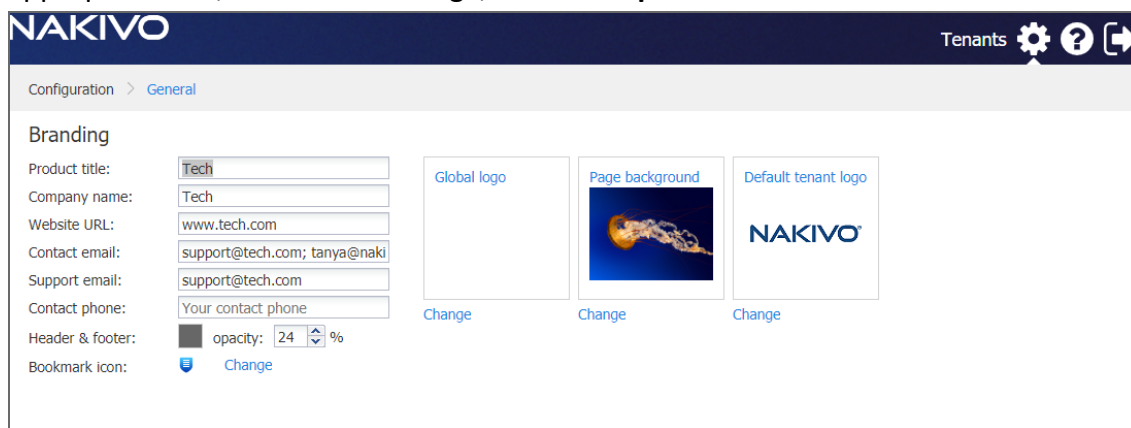 NAKIVO
Tenants
Configuration > General
Branding
Product title: Tech
Company name: Tech
Website URL: www.tech.com
Contact email: support@tech.com; tanya@naki
Support email: support@tech.com
Contact phone: Your contact phone
Header & footer: opacity: 24 %
Bookmark icon: Change
Global logo
Change
Page background
Change
Default tenant logo
NAKIVO
Change